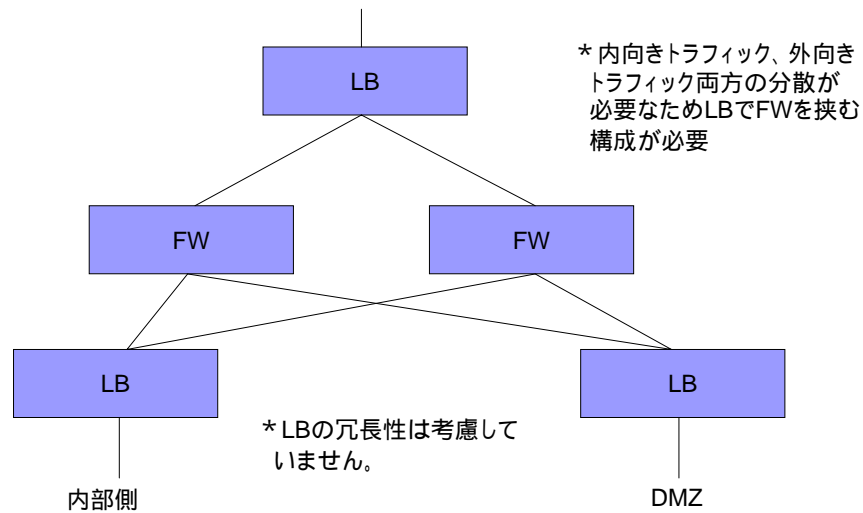 LB
*内向きトラフィック、外向き
トラフィック両方の分散が
必要なためLBでFWを挟む
構成が必要
FW
FW
LB
LB
*LBの冗長性は考慮して
いません。
内部側
DMZ